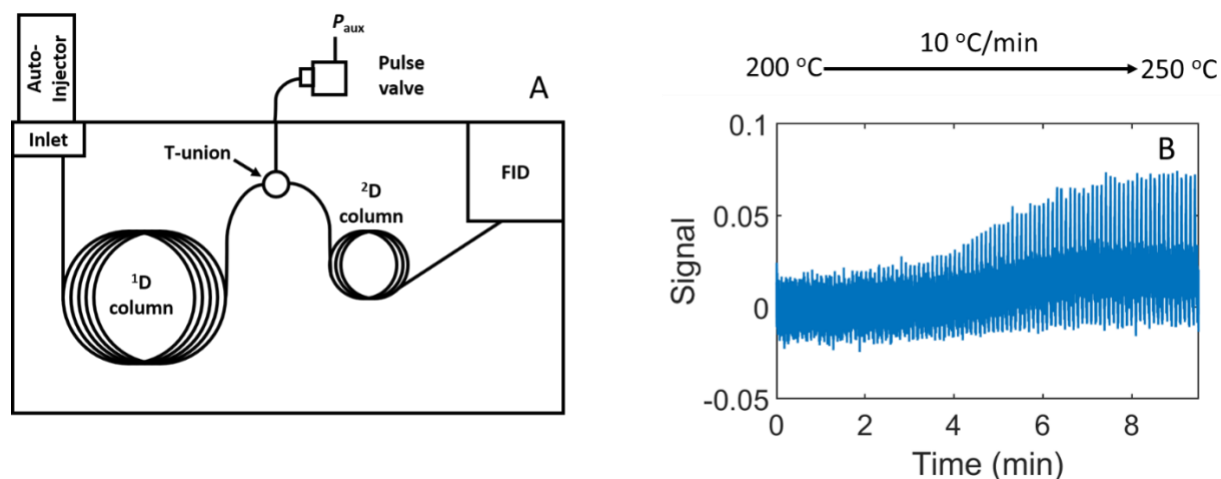 Auto-
Injector
Inlet
P_aux
Pulse
valve
A
T-union
²D
column
FID
¹D
column
10 °C/min
200 °C
250 °C
B
0.1
0.05
0
-0.05
Signal
0 2 4 6 8
Time (min)